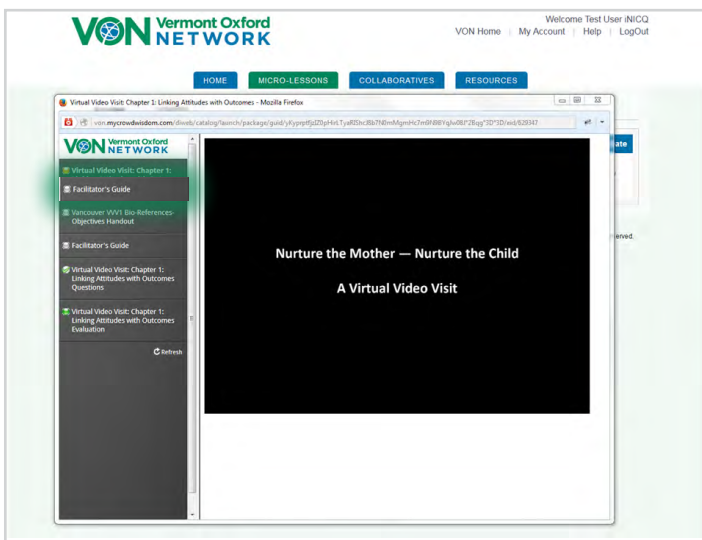 VON Vermont Oxford
NETWORK
Welcome Test User iNICQ
VON Home | My Account | Help | LogOut
HOME
MICRO-LESSONS
COLLABORATIVES
RESOURCES
Virtual Video Visit: Chapter 1: Linking Attitudes with Outcomes - Mozilla Firefox
VON Vermont Oxford
NETWORK
Virtual Video Visit: Chapter 1:
Facilitator's Guide
Vancouver VVV1 Bio-References-
Objectives Handout
Facilitator's Guide
Virtual Video Visit: Chapter 1:
Linking Attitudes with Outcomes
Questions
Virtual Video Visit: Chapter 1:
Linking Attitudes with Outcomes
Evaluation
Refresh
Nurture the Mother — Nurture the Child
A Virtual Video Visit